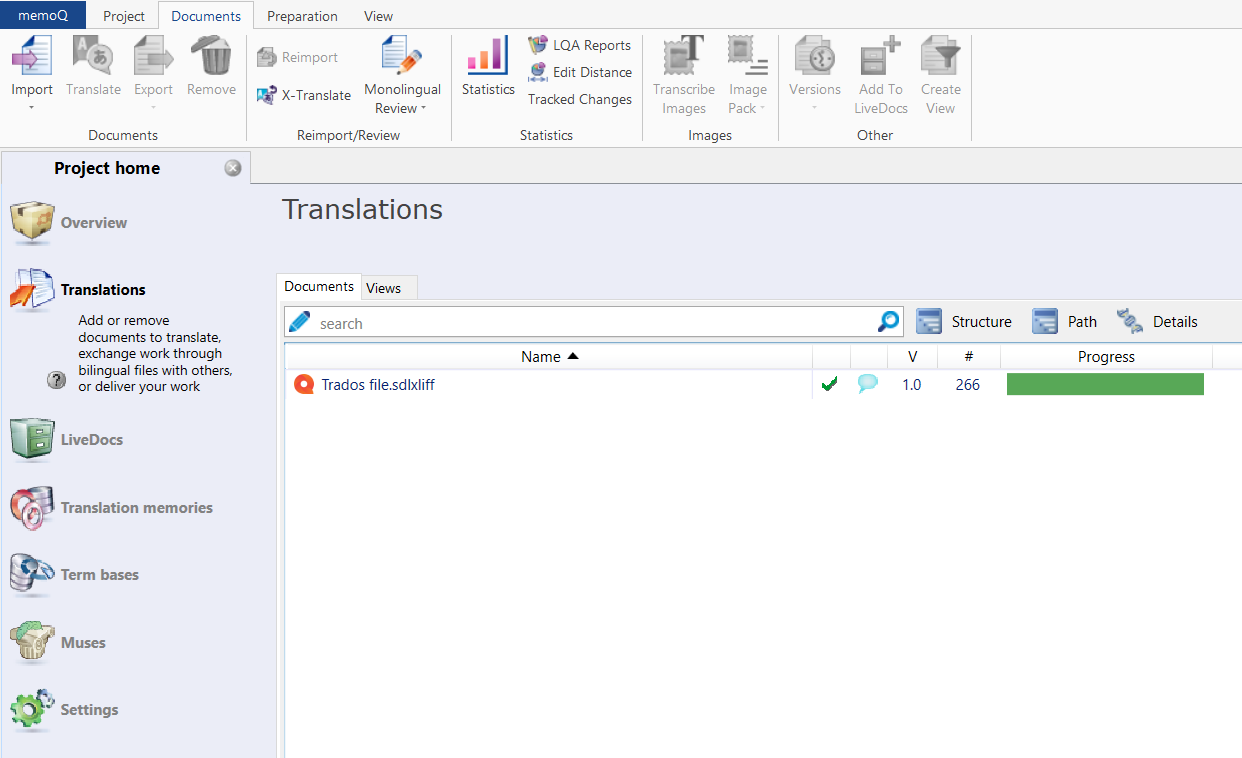 memoQ Project Documents Preparation View
Import Translate Export Remove
Documents
Reimport
X-Translate
Monolingual
Review
Reimport/Review
Statistics
LQA Reports
Edit Distance
Tracked Changes
Statistics
Transcribe
Images
Image
Pack
Images
Versions
Add To
LiveDocs
Create
View
Other
Project home
Overview
Translations
Add or remove
documents to translate,
exchange work through
bilingual files with others,
or deliver your work
LiveDocs
Translation memories
Term bases
Muses
Settings
Translations
Documents Views
search Structure Path Details
Name V # Progress
Trados file.sdlxliff 1.0 266